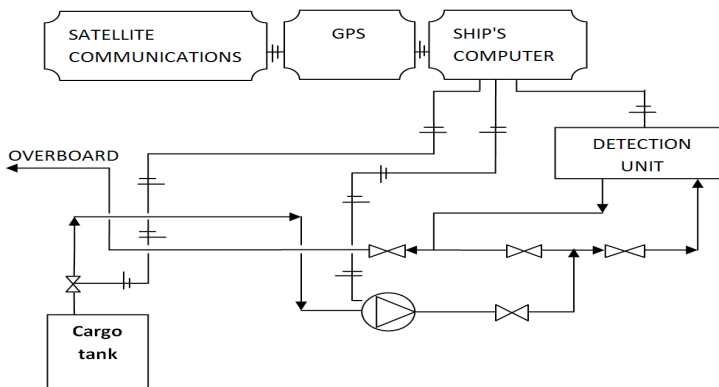 SATELLITE
COMMUNICATIONS
GPS
SHIP'S
COMPUTER
OVERBOARD
DETECTION
UNIT
Cargo
tank